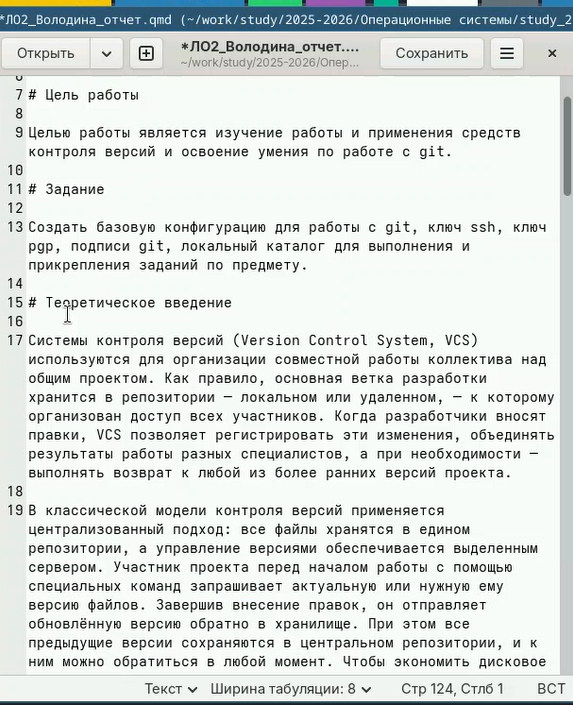 *ЛО2_Володина_отчет.qmd (~/work/study/2025-2026/Операционные системы/study_2
Открыть
*ЛО2_Володина_отчет....
~/work/study/2025-2026/Опер...
Сохранить
6
7 # Цель работы
8
9 Целью работы является изучение работы и применения средств
контроля версий и освоение умения по работе с git.
10
11 # Задание
12
13 Создать базовую конфигурацию для работы с git, ключ ssh, ключ
pgp, подписи git, локальный каталог для выполнения и
прикрепления заданий по предмету.
14
15 # Теоретическое введение
16
17 Системы контроля версий (Version Control System, VCS)
используются для организации совместной работы коллектива над
общим проектом. Как правило, основная ветка разработки
хранится в репозитории — локальном или удаленном, — к которому
организован доступ всех участников. Когда разработчики вносят
правки, VCS позволяет регистрировать эти изменения, объединять
результаты работы разных специалистов, а при необходимости —
выполнять возврат к любой из более ранних версий проекта.
18
19 В классической модели контроля версий применяется
централизованный подход: все файлы хранятся в едином
репозитории, а управление версиями обеспечивается выделенным
сервером. Участник проекта перед началом работы с помощью
специальных команд запрашивает актуальную или нужную ему
версию файлов. Завершив внесение правок, он отправляет
обновлённую версию обратно в хранилище. При этом все
предыдущие версии сохраняются в центральном репозитории, и к
ним можно обратиться в любой момент. Чтобы экономить дисковое
Текст
Ширина табуляции: 8
Стр 124, Стлб 1
ВСТ